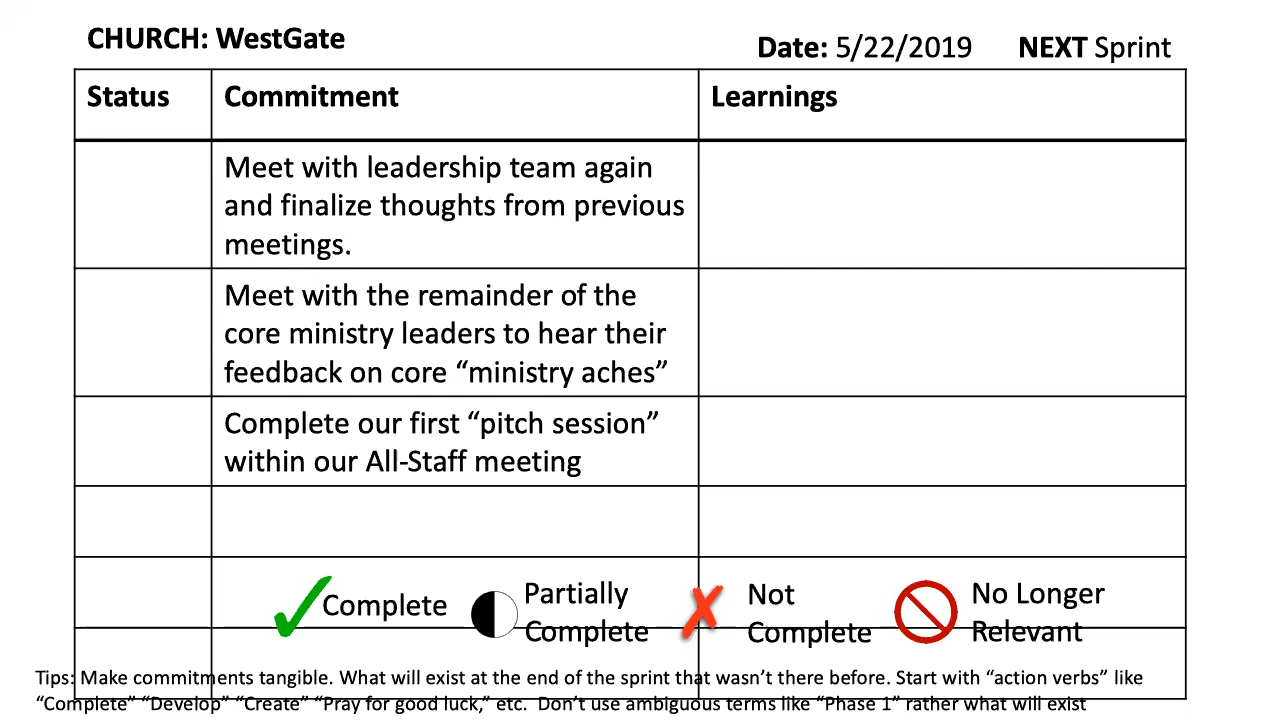 CHURCH: WestGate
Date: 5/22/2019 NEXT Sprint
Status Commitment Learnings
Meet with leadership team again
and finalize thoughts from previous
meetings.
Meet with the remainder of the
core ministry leaders to hear their
feedback on core “ministry aches”
Complete our first “pitch session”
within our All-Staff meeting
Complete
Partially
Complete
Not
Complete
No Longer
Relevant
Tips: Make commitments tangible. What will exist at the end of the sprint that wasn’t there before. Start with “action verbs” like
“Complete” “Develop” “Create” “Pray for good luck,” etc.  Don’t use ambiguous terms like “Phase 1” rather what will exist